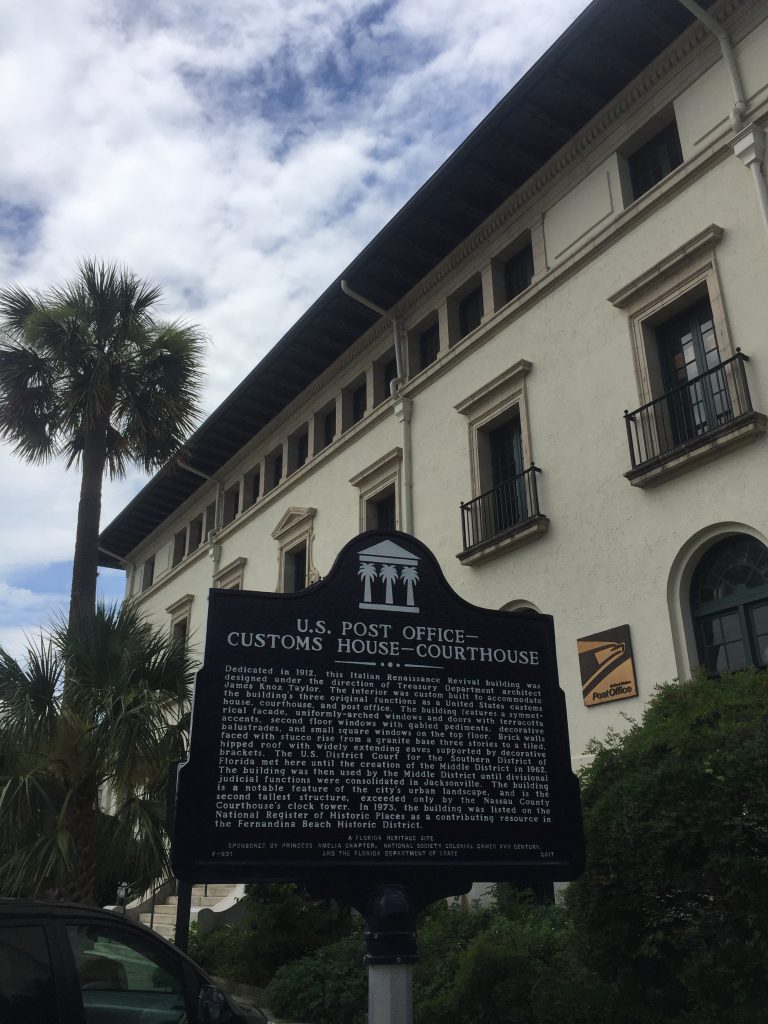 U.S. POST OFFICE—
CUSTOMS HOUSE—COURTHOUSE
Dedicated in 1912, this Italian Renaissance Revival building was
designed under the direction of Treasury Department architect
James Knox Taylor. The interior was custom built to accommodate
the building's three original functions as a United States customs
house, courthouse, and post office. The building features a symmet-
rical facade, uniformly-arched windows and doors with terracotta
accents, second floor windows with gabled pediments, decorative
balustrades, and small square windows on the top floor. Brick walls
faced with stucco rise from a granite base three stories to a tiled,
hipped roof with widely extending eaves supported by decorative
brackets. The U.S. District Court for the Southern District of
Florida met here until the creation of the Middle District in 1962.
The building was then used by the Middle District until divisional
judicial functions were consolidated in Jacksonville. The building
is a notable feature of the city's urban landscape, and is the
second tallest structure, exceeded only by the Nassau County
Courthouse's clock tower. In 1973, the building was listed on the
National Register of Historic Places as a contributing resource in
the Fernandina Beach Historic District.
A FLORIDA HERITAGE SITE
SPONSORED BY PRINCESS AMELIA CHAPTER, NATIONAL SOCIETY COLONIAL DAMES XVII CENTURY,
F-931 AND THE FLORIDA DEPARTMENT OF STATE 2017
United States
Post Office